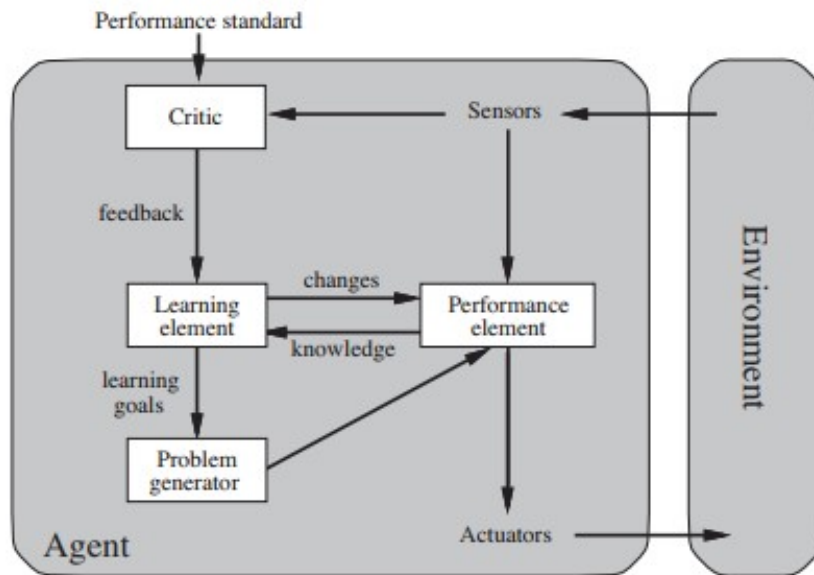 Performance standard
Critic
Sensors
feedback
changes
Learning
element
Performance
element
knowledge
learning
goals
Problem
generator
Agent
Actuators
Environment